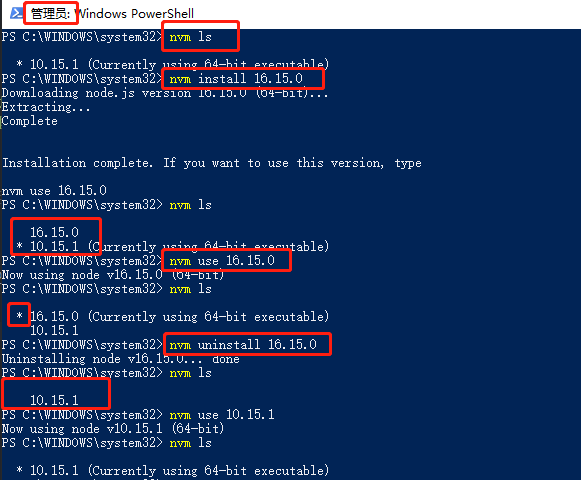 管理员: Windows PowerShell
PS C:\WINDOWS\system32> nvm ls
* 10.15.1 (Currently using 64-bit executable)
PS C:\WINDOWS\system32> nvm install 16.15.0
Downloading node.js version 16.15.0 (64-bit)...
Extracting...
Complete
Installation complete. If you want to use this version, type
nvm use 16.15.0
PS C:\WINDOWS\system32> nvm ls
16.15.0
* 10.15.1 (Currently using 64-bit executable)
PS C:\WINDOWS\system32> nvm use 16.15.0
Now using node v16.15.0 (64-bit)
PS C:\WINDOWS\system32> nvm ls
* 16.15.0 (Currently using 64-bit executable)
10.15.1
PS C:\WINDOWS\system32> nvm uninstall 16.15.0
Uninstalling node v16.15.0... done
PS C:\WINDOWS\system32> nvm ls
10.15.1
PS C:\WINDOWS\system32> nvm use 10.15.1
Now using node v10.15.1 (64-bit)
PS C:\WINDOWS\system32> nvm ls
* 10.15.1 (Currently using 64-bit executable)